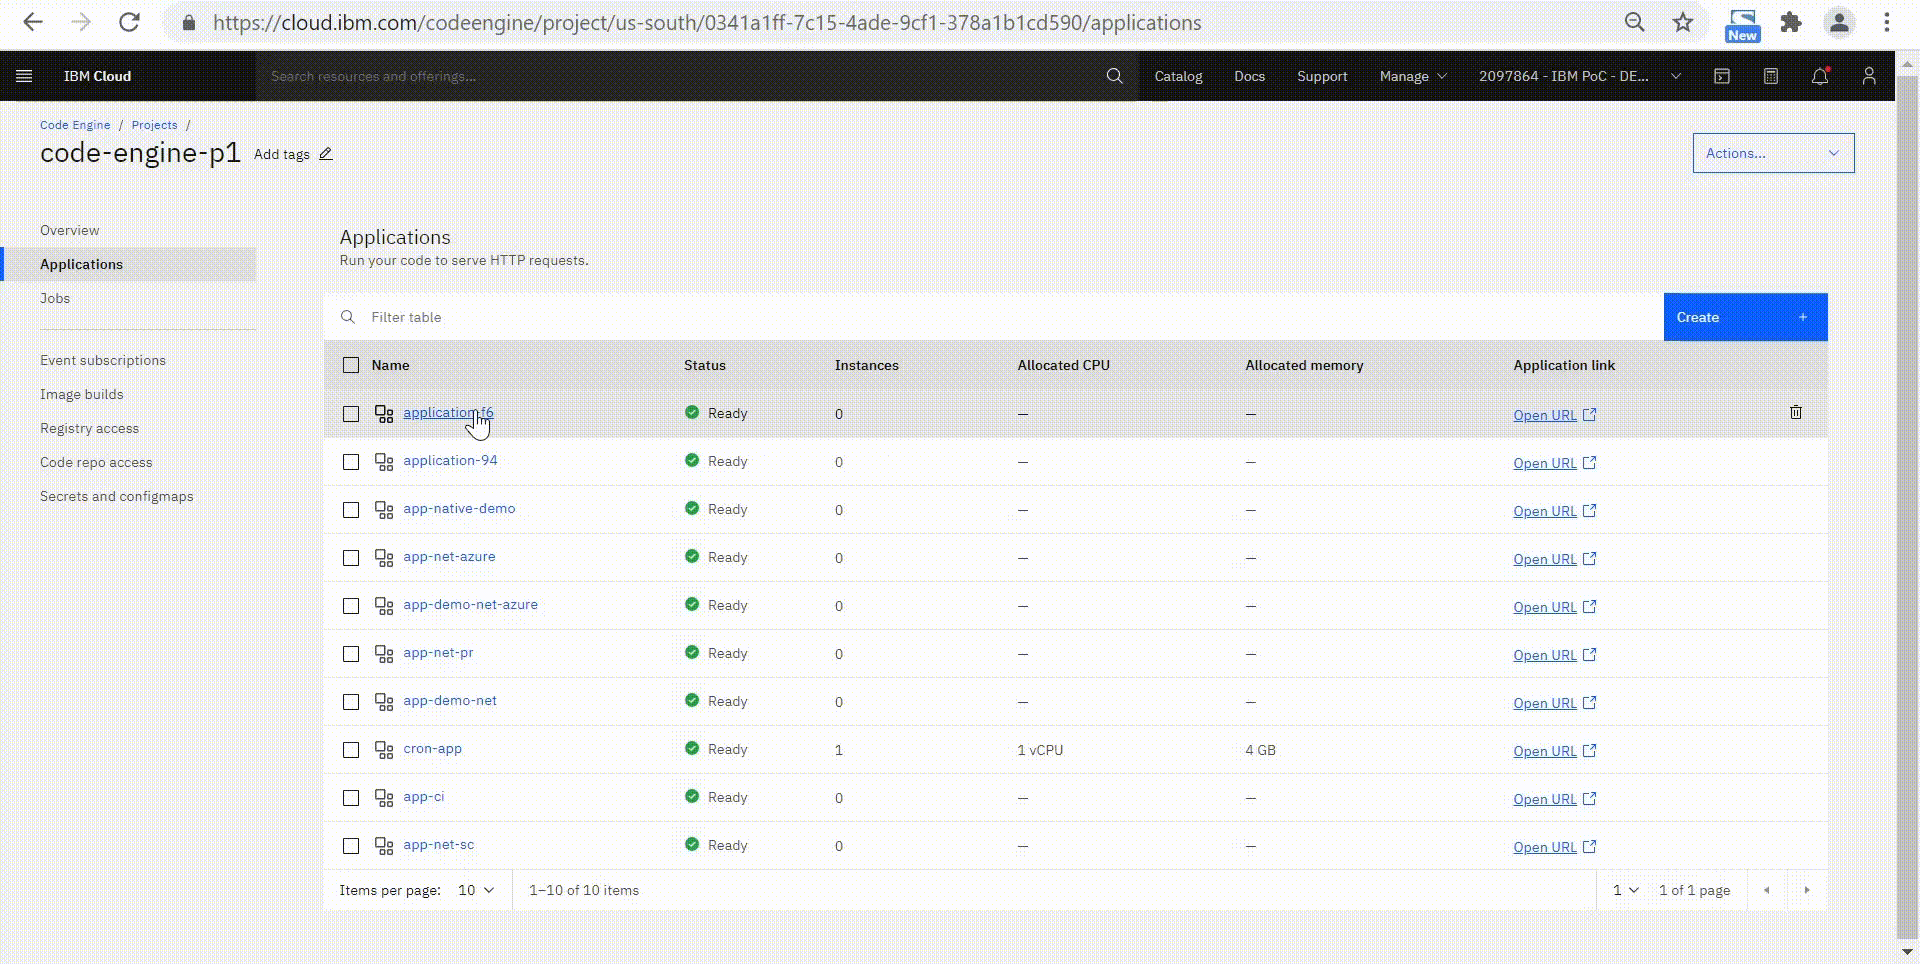 https://cloud.ibm.com/codeengine/project/us-south/0341a1ff-7c15-4ade-9cf1-378a1b1cd590/applications
New
IBM Cloud
Search resources and offerings...
Catalog Docs Support Manage 2097864 - IBM PoC - DE...
Code Engine / Projects /
code-engine-p1 Add tags
Actions...
Overview
Applications
Jobs
Event subscriptions
Image builds
Registry access
Code repo access
Secrets and configmaps
Applications
Run your code to serve HTTP requests.
Filter table
Create +
Name Status Instances Allocated CPU Allocated memory Application link
application-f6 Ready 0 — — Open URL
application-94 Ready 0 — — Open URL
app-native-demo Ready 0 — — Open URL
app-net-azure Ready 0 — — Open URL
app-demo-net-azure Ready 0 — — Open URL
app-net-pr Ready 0 — — Open URL
app-demo-net Ready 0 — — Open URL
cron-app Ready 1 1 vCPU 4 GB Open URL
app-ci Ready 0 — — Open URL
app-net-sc Ready 0 — — Open URL
Items per page: 10 1–10 of 10 items 1 1 of 1 page